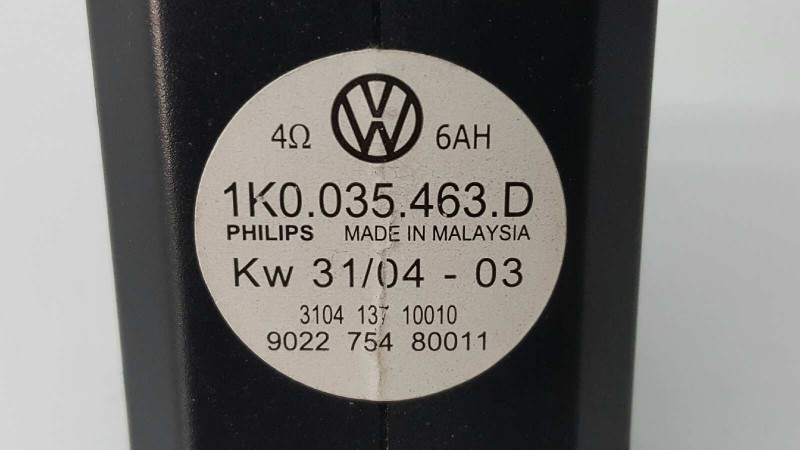 4Ω VW 6AH
1K0.035.463.D
PHILIPS MADE IN MALAYSIA
Kw 31/04 - 03
3104 137 10010
9022 754 80011